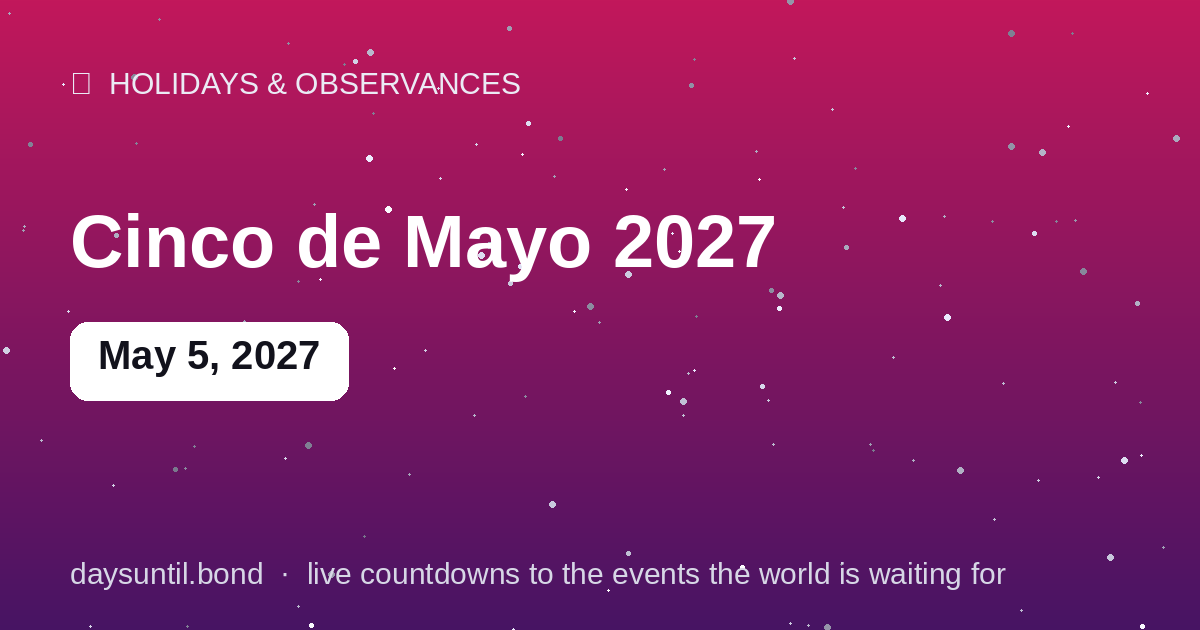 HOLIDAYS & OBSERVANCES
Cinco de Mayo 2027
May 5, 2027
daysuntil.bond · live countdowns to the events the world is waiting for